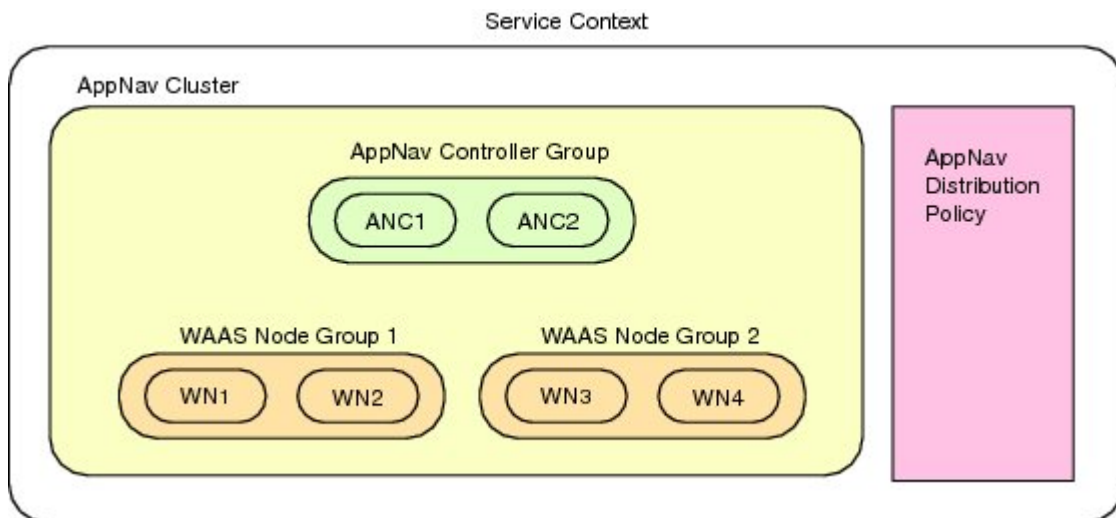 Service Context
AppNav Cluster
AppNav Controller Group
ANC1
ANC2
AppNav
Distribution
Policy
WAAS Node Group 1
WAAS Node Group 2
WN1
WN2
WN3
WN4